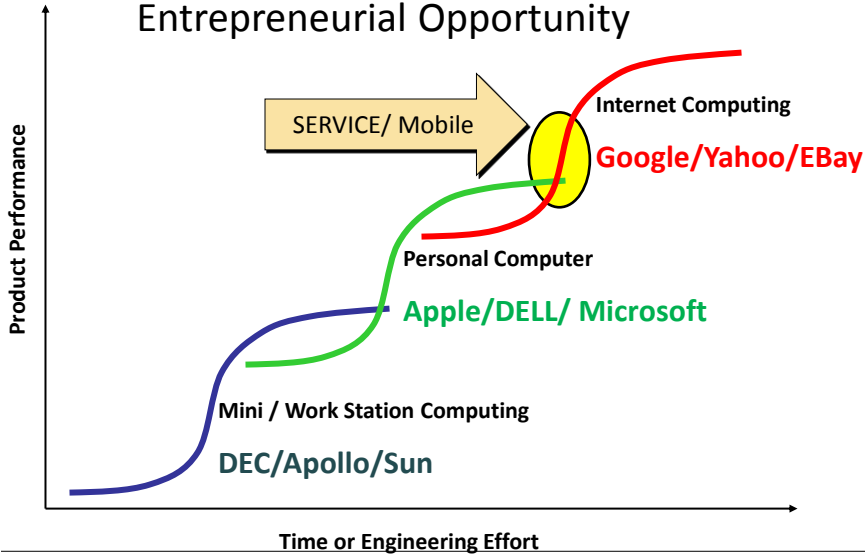 Entrepreneurial Opportunity
SERVICE/ Mobile
Internet Computing
Google/Yahoo/EBay
Personal Computer
Apple/DELL/ Microsoft
Mini / Work Station Computing
DEC/Apollo/Sun
Product Performance
Time or Engineering Effort